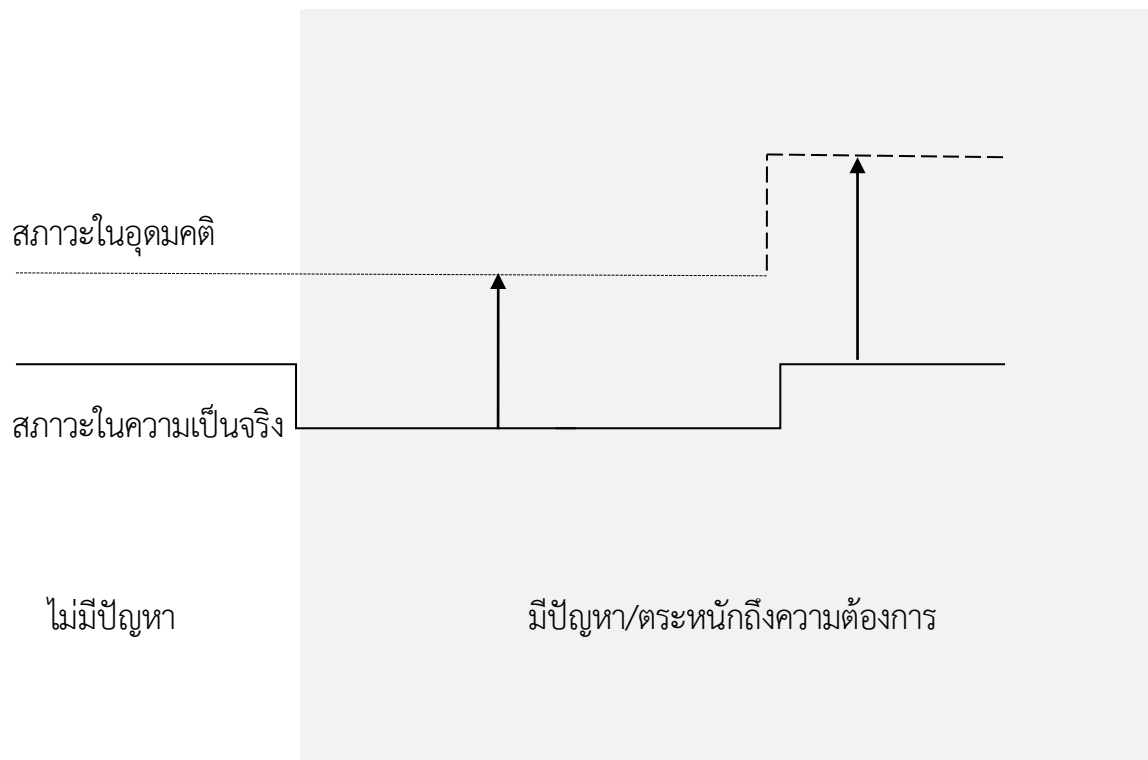 สภาวะในอุดมคติ
สภาวะในความเป็นจริง
ไม่มีปัญหา
มีปัญหา/ตระหนักถึงความต้องการ